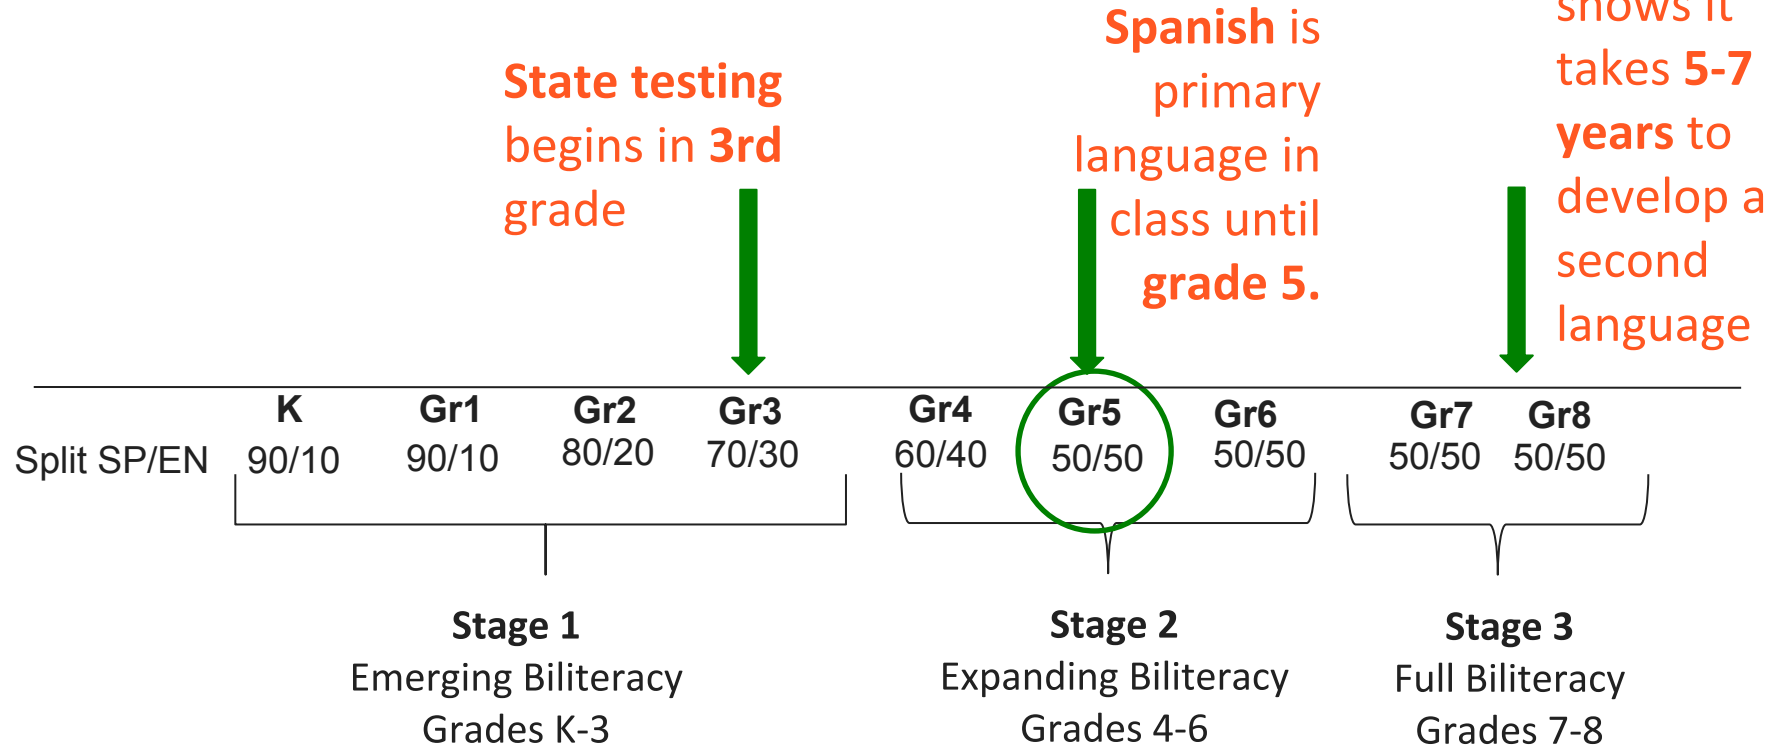 State testing
begins in 3rd
grade
Spanish is
primary
language in
class until
grade 5.
shows it
takes 5-7
years to
develop a
second
language
K Gr1 Gr2 Gr3 Gr4 Gr5 Gr6 Gr7 Gr8
Split SP/EN 90/10 90/10 80/20 70/30 60/40 50/50 50/50 50/50 50/50
Stage 1
Emerging Biliteracy
Grades K-3
Stage 2
Expanding Biliteracy
Grades 4-6
Stage 3
Full Biliteracy
Grades 7-8